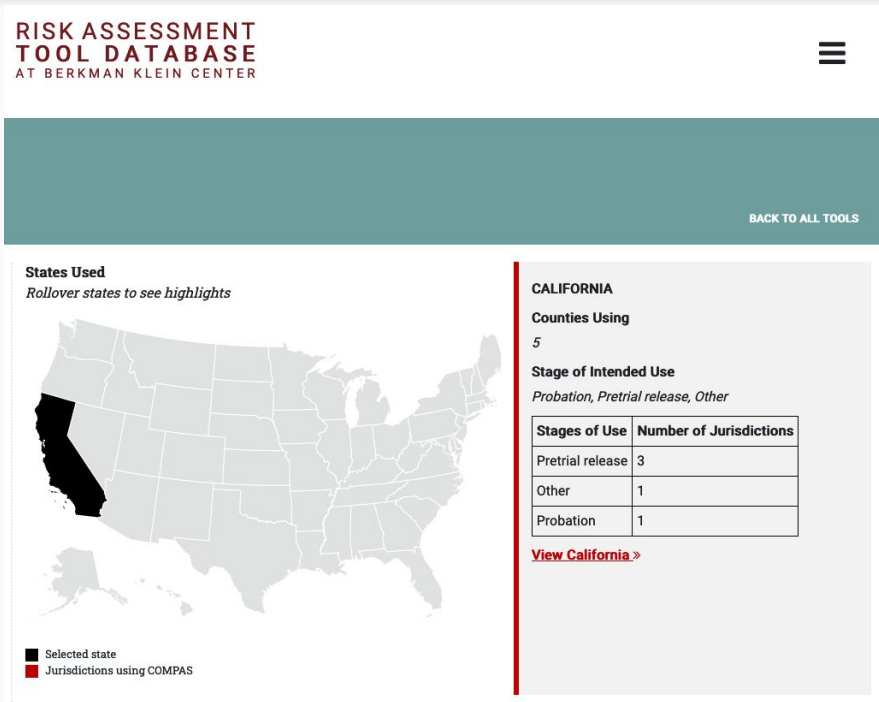 RISK ASSESSMENT
TOOL DATABASE
AT BERKMAN KLEIN CENTER
BACK TO ALL TOOLS
States Used
Rollover states to see highlights
Selected state
Jurisdictions using COMPAS
CALIFORNIA
Counties Using
5
Stage of Intended Use
Probation, Pretrial release, Other
Stages of Use Number of Jurisdictions
Pretrial release 3
Other 1
Probation 1
View California »